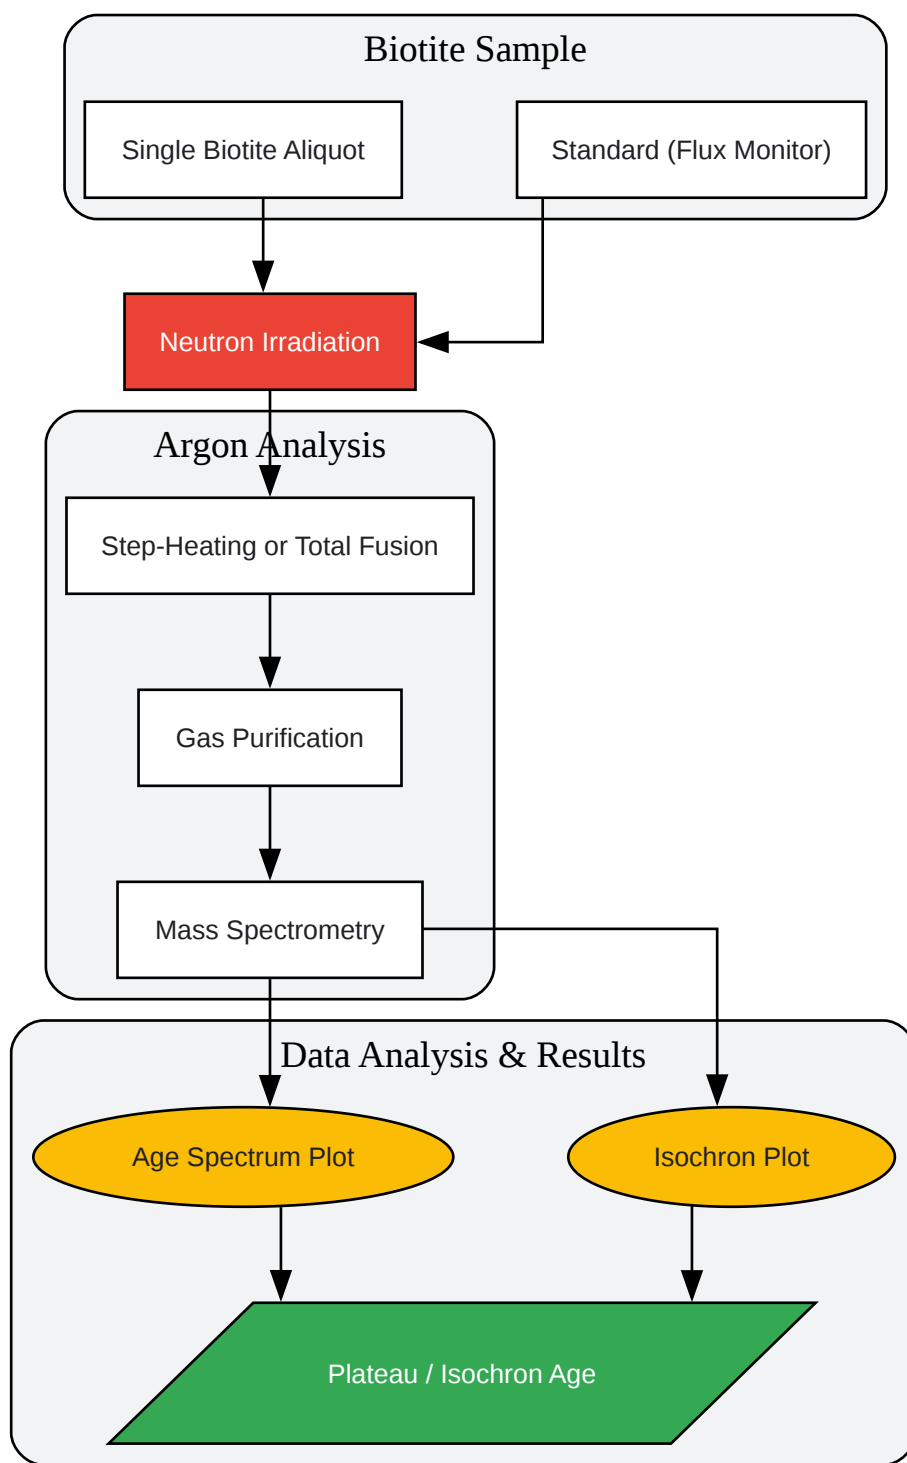 Biotite Sample
Single Biotite Aliquot
Standard (Flux Monitor)
Neutron Irradiation
Argon Analysis
Step-Heating or Total Fusion
Gas Purification
Mass Spectrometry
Data Analysis & Results
Age Spectrum Plot
Isochron Plot
Plateau / Isochron Age